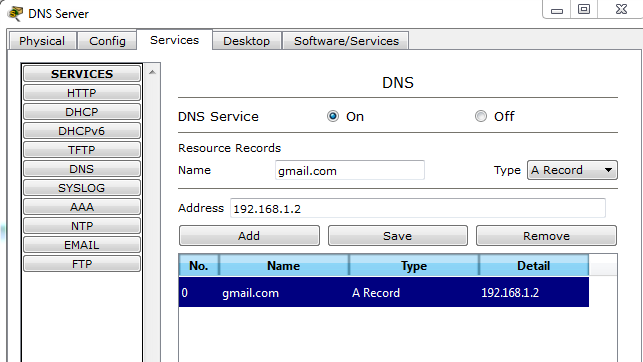 DNS Server
Physical Config Services Desktop Software/Services
SERVICES
HTTP
DHCP
DHCPv6
TFTP
DNS
SYSLOG
AAA
NTP
EMAIL
FTP
DNS
DNS Service On Off
Resource Records
Name gmail.com Type A Record
Address 192.168.1.2
Add Save Remove
No. Name Type Detail
0 gmail.com A Record 192.168.1.2